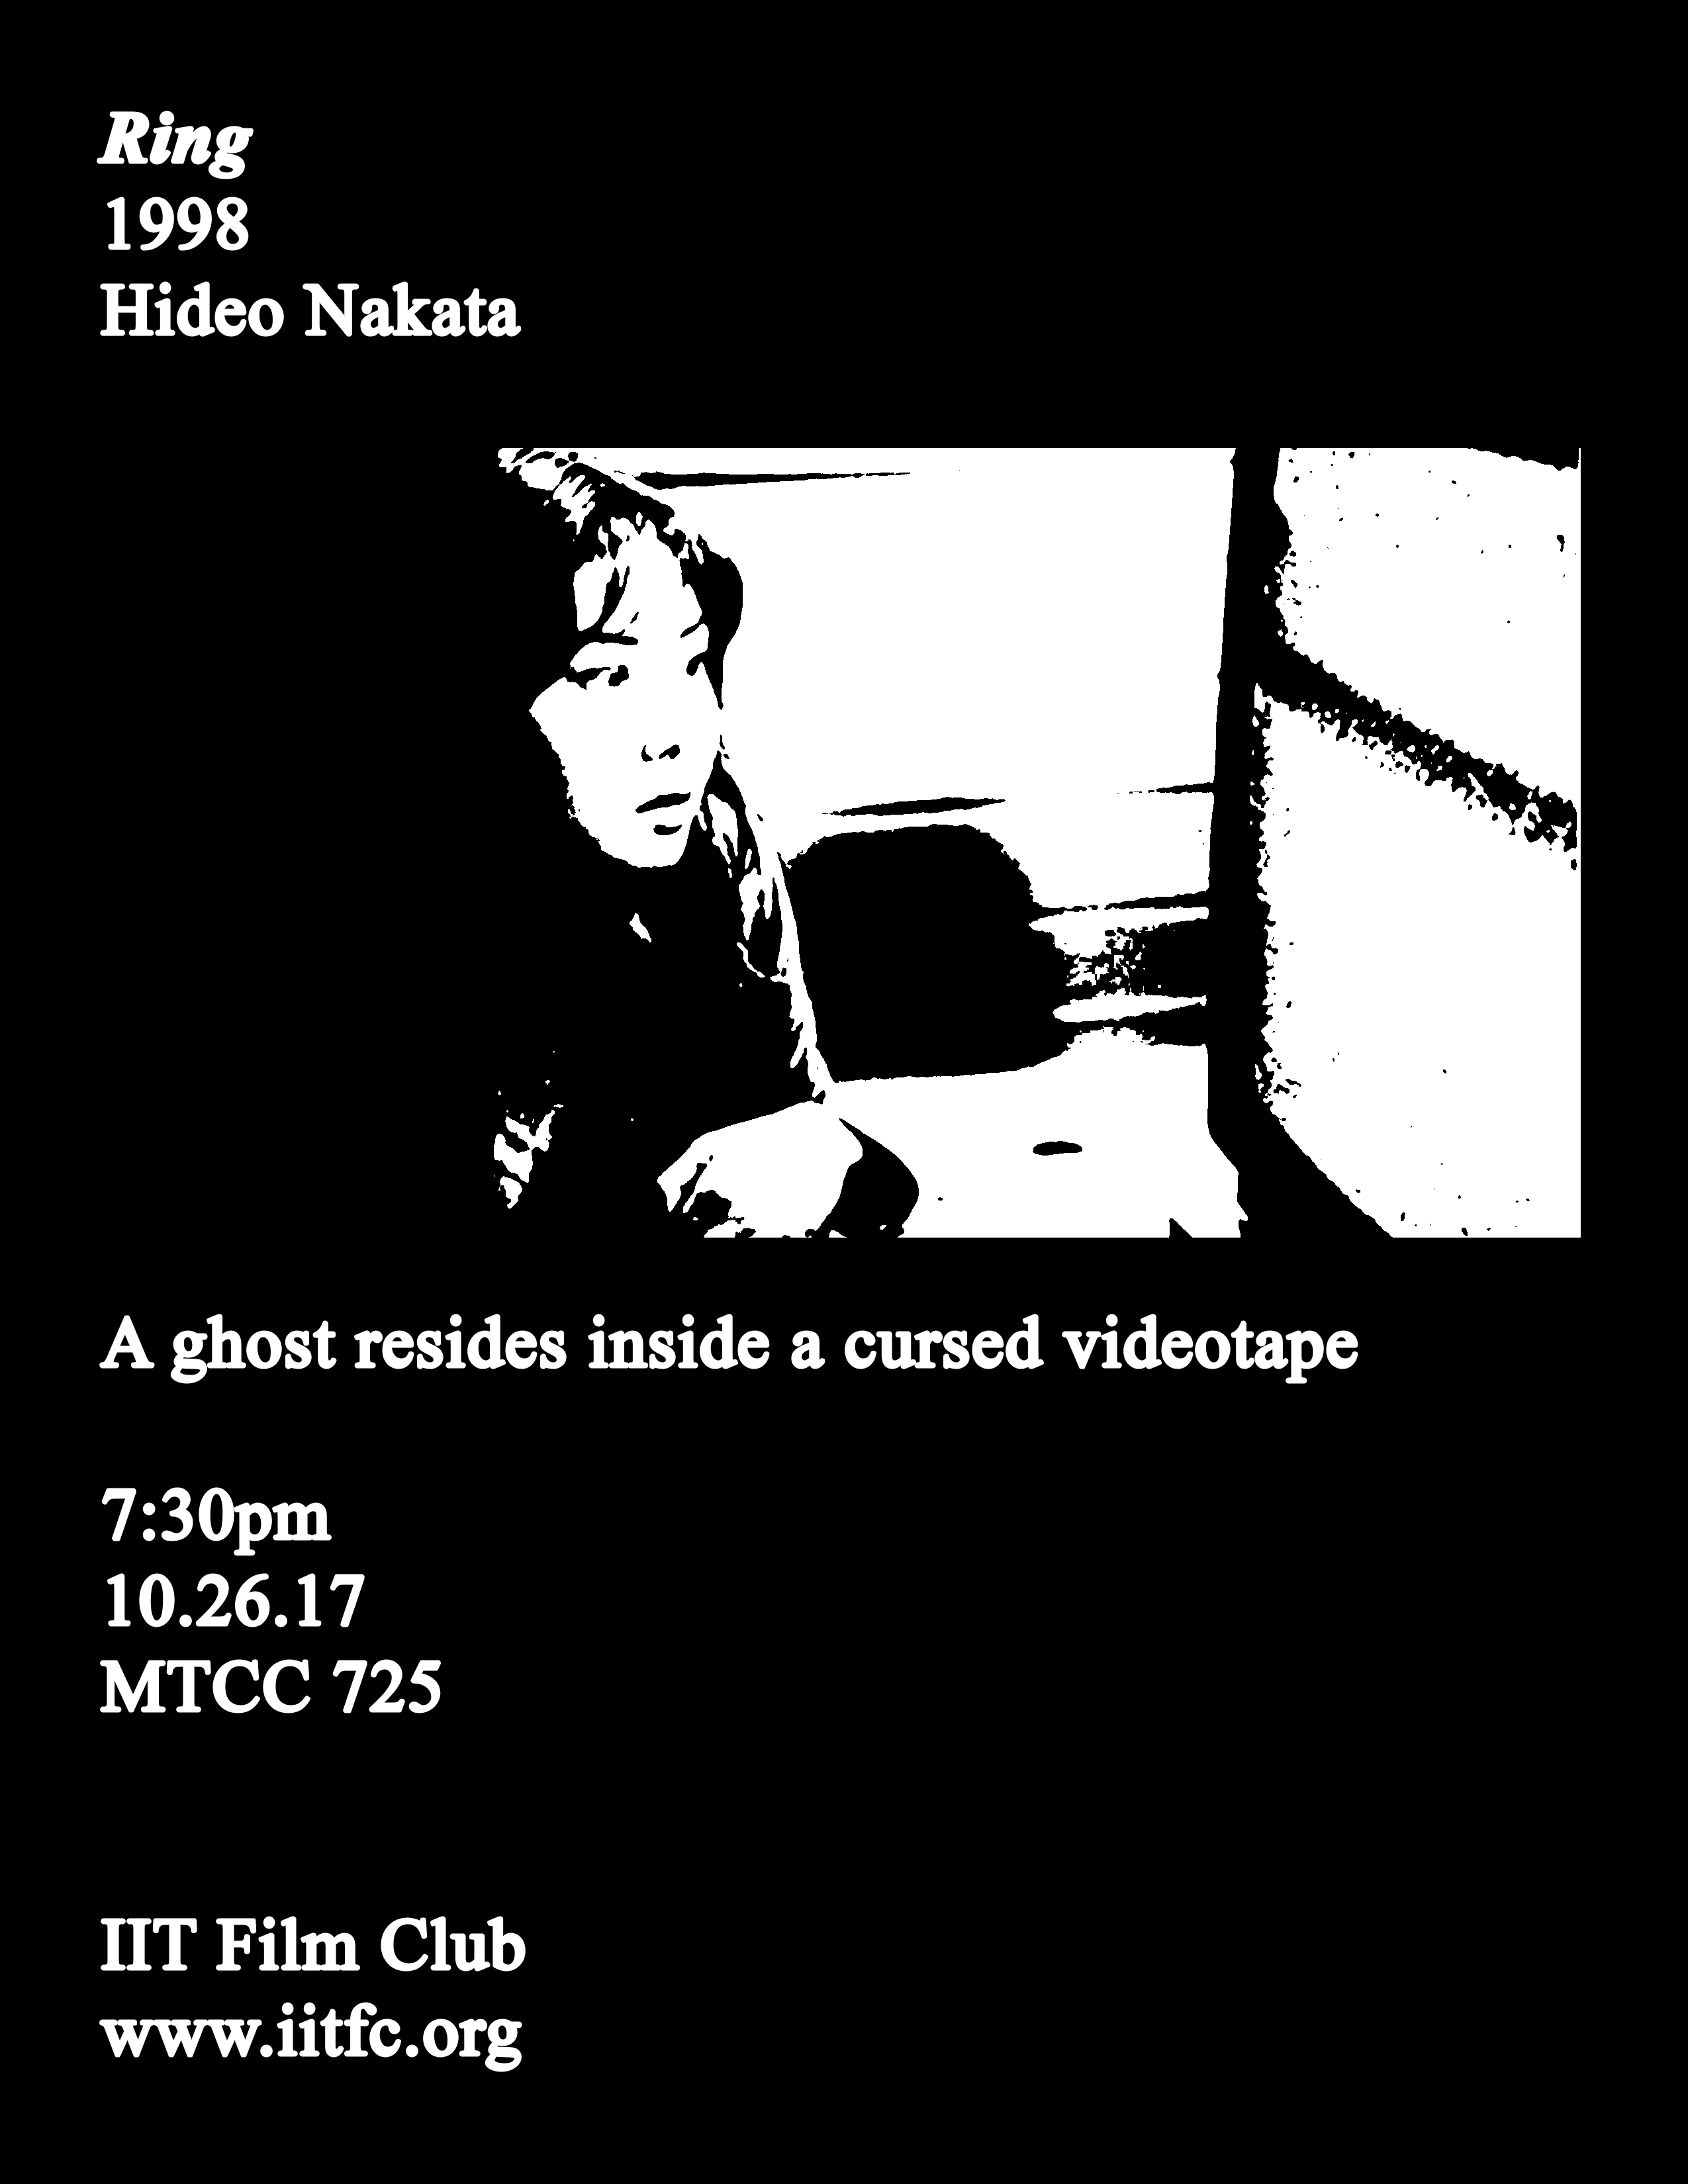 Ring
1998
Hideo Nakata
A ghost resides inside a cursed videotape
7:30pm
10.26.17
MTCC 725
IIT Film Club
www.iitfc.org